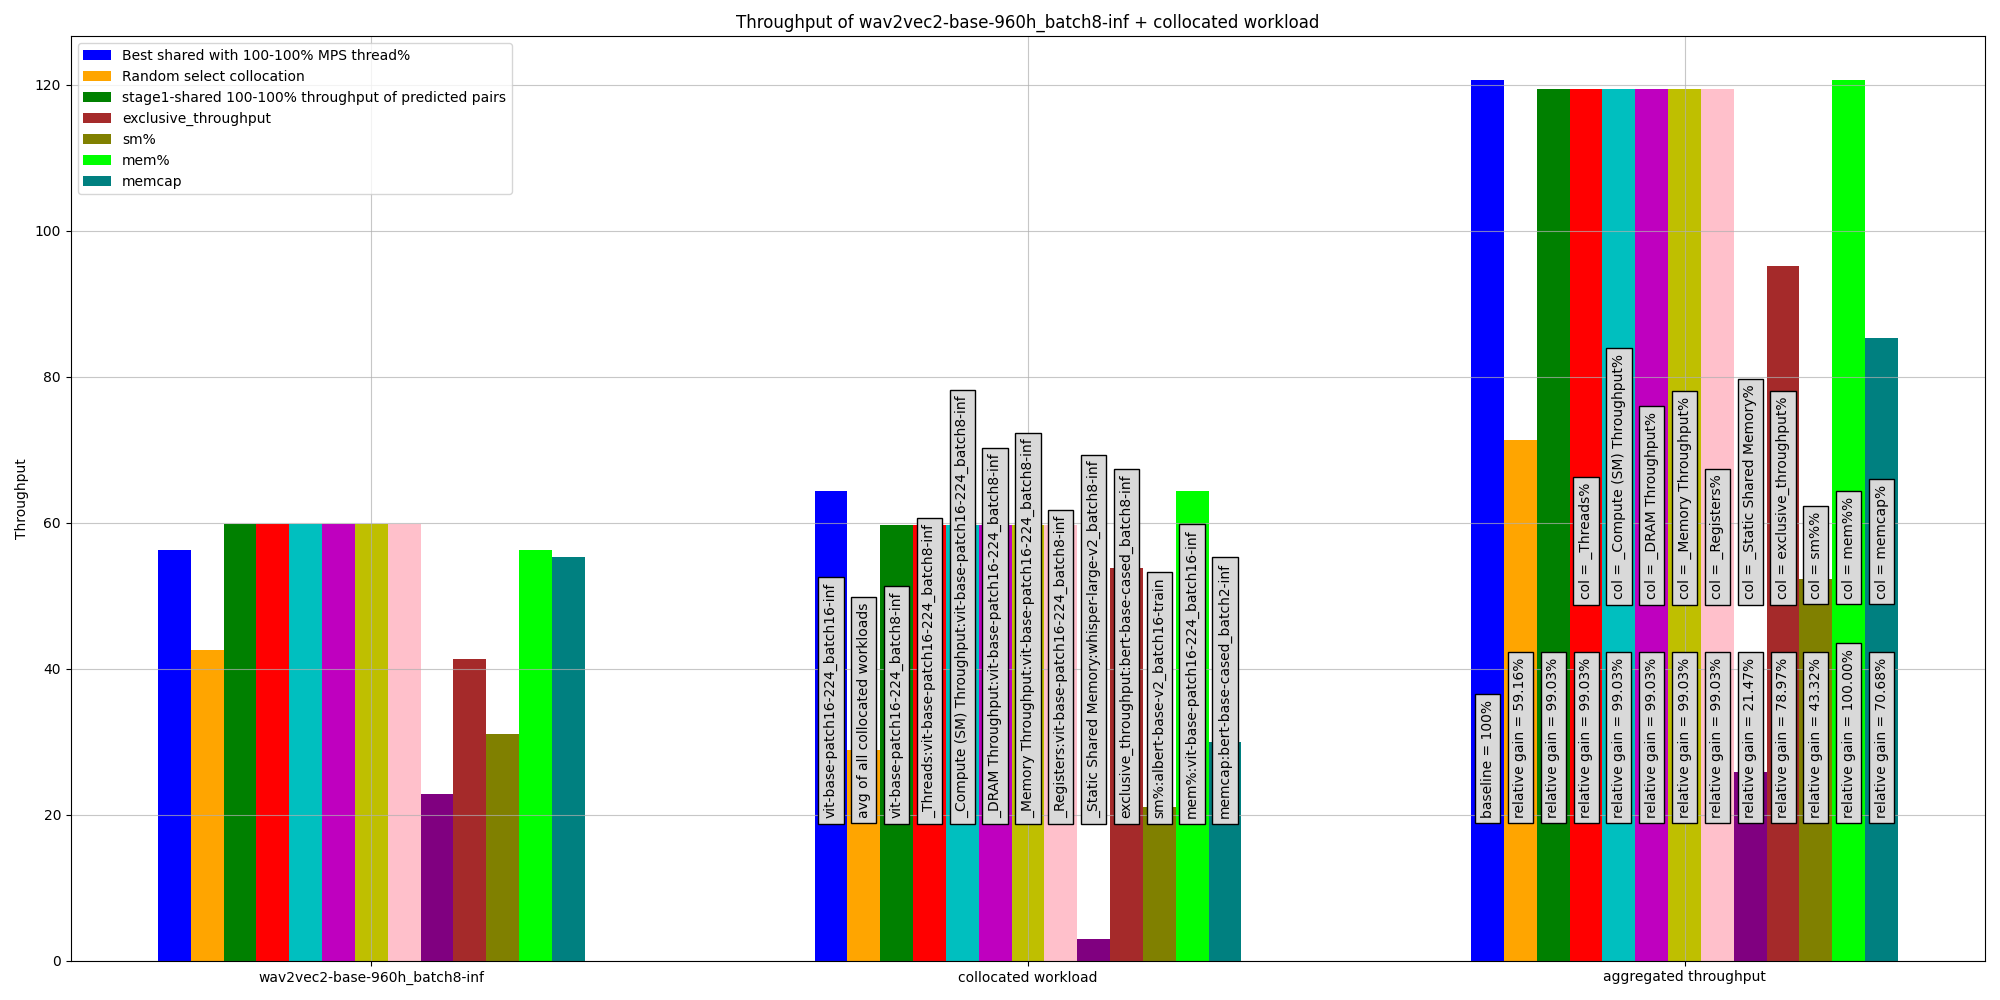 Throughput of wav2vec2-base-960h_batch8-inf + collocated workload
Best shared with 100-100% MPS thread%
Random select collocation
stage1-shared 100-100% throughput of predicted pairs
exclusive_throughput
sm%
mem%
memcap
Throughput
120
100
80
60
40
20
0
vit-base-patch16-224_batch16-inf
avg of all collocated workloads
vit-base-patch16-224_batch8-inf
_Threads:vit-base-patch16-224_batch8-inf
_Compute (SM) Throughput:vit-base-patch16-224_batch8-inf
_DRAM Throughput:vit-base-patch16-224_batch8-inf
_Memory Throughput:vit-base-patch16-224_batch8-inf
_Registers:vit-base-patch16-224_batch8-inf
_Static Shared Memory:whisper-large-v2_batch8-inf
exclusive_throughput:bert-base-cased_batch8-inf
sm%:albert-base-v2_batch16-train
mem%:vit-base-patch16-224_batch16-inf
memcap:bert-base-cased_batch2-inf
col = _Threads%
col = _Compute (SM) Throughput%
col = _DRAM Throughput%
col = _Memory Throughput%
col = _Registers%
col = _Static Shared Memory%
col = exclusive_throughput%
col = sm%%
col = mem%%
col = memcap%
baseline = 100%
relative gain = 59.16%
relative gain = 99.03%
relative gain = 99.03%
relative gain = 99.03%
relative gain = 99.03%
relative gain = 99.03%
relative gain = 99.03%
relative gain = 21.47%
relative gain = 78.97%
relative gain = 43.32%
relative gain = 100.00%
relative gain = 70.68%
wav2vec2-base-960h_batch8-inf
collocated workload
aggregated throughput